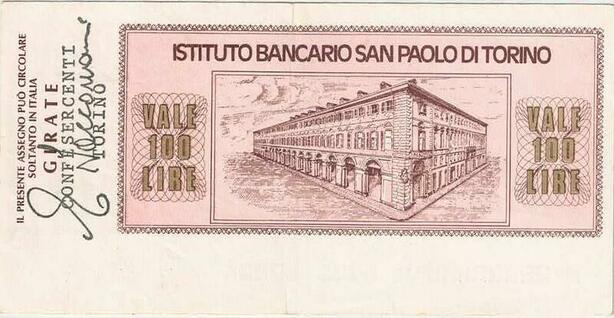 IL PRESENTE ASSEGNO PUÒ CIRCOLARE
SOLTANTO IN ITALIA
GIRATE
CONFESERCENTI
TORINO
ISTITUTO BANCARIO SAN PAOLO DI TORINO
VALE
100
LIRE
VALE
100
LIRE